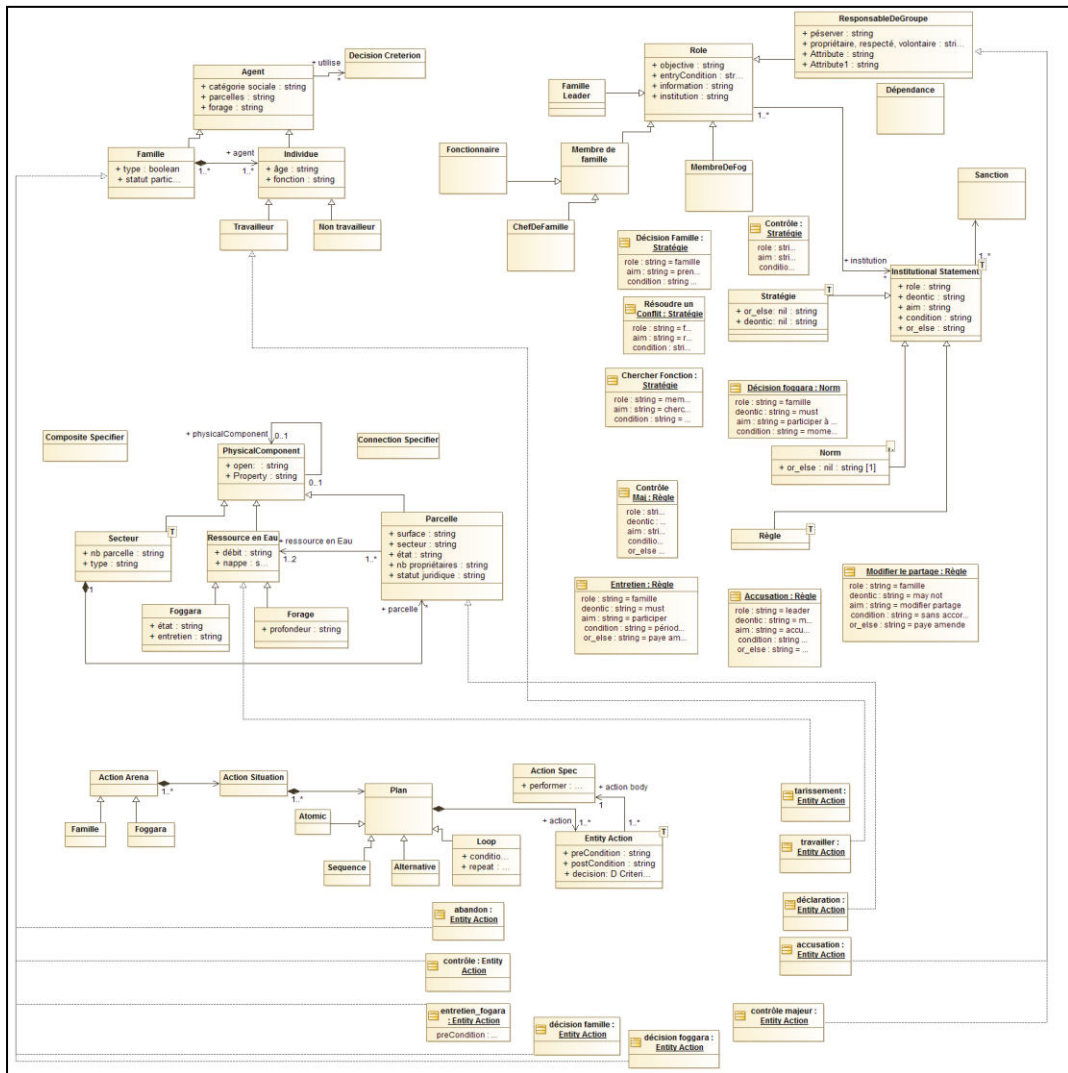 ResponsableDeGroupe
+ péserver : string
+ propriétaire, respecté, volontaire : stri...
+ Attribute : string
+ Attribute1 : string
Role
+ objective : string
+ entryCondition : str...
+ information : string
+ institution : string
1..*
Agent
+ catégorie sociale : string
+ parcelles : string
+ forage : string
+ utilise
*
Decision Creterion
Famille
Leader
Dépendance
Famille
+ type : boolean
+ statut partic...
+ agent
1..*
1..*
Individue
+ âge : string
+ fonction : string
Fonctionnaire
Membre de
famille
MembreDeFog
Sanction
Travailleur
Non travailleur
ChefDeFamille
Contrôle :
Stratégie
role : stri...
aim : stri...
conditio...
Décision Famille :
Stratégie
role : string = famille
aim : string = pren...
condition : string ...
+ institution
*
1..*
Institutional Statement
T
+ role : string
+ deontic : string
+ aim : string
+ condition : string
+ or_else : string
Stratégie
T
+ or_else: nil : string
+ deontic: nil : string
Résoudre un
Conflit : Stratégie
role : string = f...
aim : string = r...
condition : stri...
Chercher Fonction :
Stratégie
role : string = mem...
aim : string = cherc...
condition : string = ...
Décision foggara : Norm
role : string = famille
deontic : string = must
aim : string = participer à ...
condition : string = mome...
Norm
+ or_else : nil : string [1]
Composite Specifier
+ physicalComponent
0..1
0..1
Connection Specifier
PhysicalComponent
+ open: : string
+ Property : string
Contrôle
Maj : Règle
role : stri...
deontic : ...
aim : stri...
conditio...
or_else ...
Règle
T
Secteur
T
+ nb parcelle : string
+ type : string
1
Ressource en Eau
+ débit : string
+ nappe : s...
+ ressource en Eau
1..2
1..*
Parcelle
+ surface : string
+ secteur : string
+ état : string
+ nb propriétaires : string
+ statut juridique : string
+ parcelle
*
Foggara
+ état : string
+ entretien : string
Forage
+ profondeur : string
Entretien : Règle
role : string = famille
deontic : string = must
aim : string = participer
condition : string = périod...
or_else : string = paye am...
Accusation : Règle
role : string = leader
deontic : string = m...
aim : string = accu...
condition : string ...
or_else : string = ...
Modifier le partage : Règle
role : string = famille
deontic : string = may not
aim : string = modifier partage
condition : string = sans accor...
or_else : string = paye amende
Action Arena
1..*
Action Situation
1..*
Plan
Action Spec
+ performer : ...
+ action body
1
+ action
1..*
1..*
Famille
Foggara
Atomic
Sequence
Alternative
Loop
+ conditio...
+ repeat : ...
Entity Action
T
+ preCondition : string
+ postCondition : string
+ decision: D Criteri...
tarissement :
Entity Action
travailler :
Entity Action
déclaration :
Entity Action
accusation :
Entity Action
abandon :
Entity Action
contrôle : Entity
Action
entretien_fogara
: Entity Action
preCondition : ...
décision famille :
Entity Action
décision foggara :
Entity Action
contrôle majeur :
Entity Action